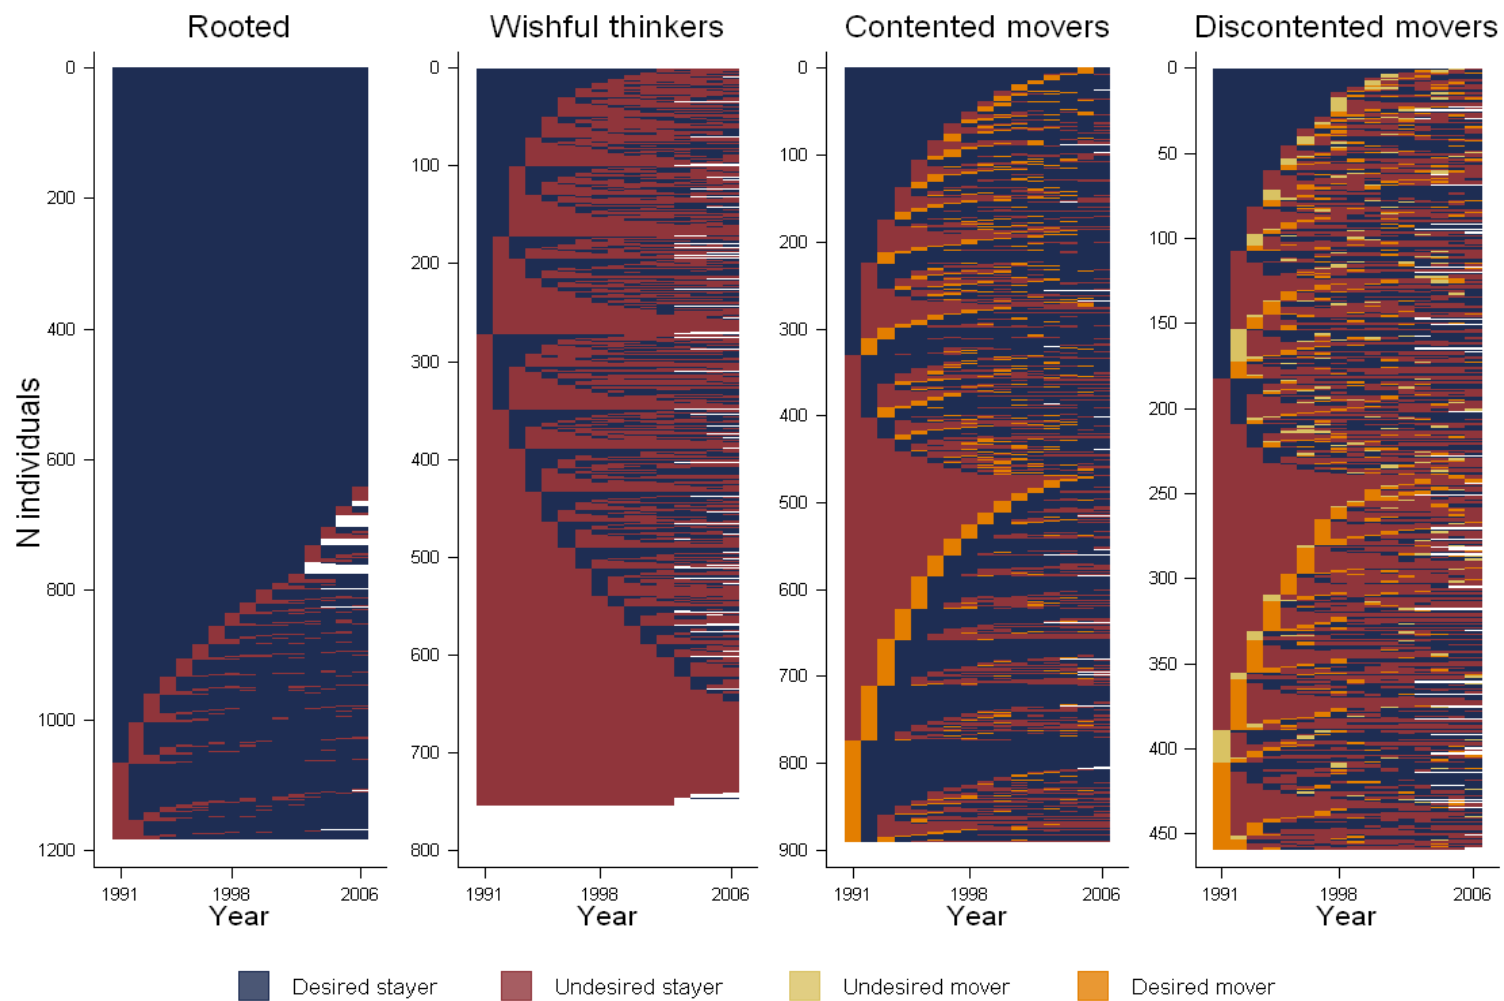 Rooted
Wishful thinkers
Contented movers
Discontented movers
N individuals
0
200
400
600
800
1000
1200
0
100
200
300
400
500
600
700
800
0
100
200
300
400
500
600
700
800
900
0
50
100
150
200
250
300
350
400
450
1991 1998 2006
Year
1991 1998 2006
Year
1991 1998 2006
Year
1991 1998 2006
Year
Desired stayer Undesired stayer Undesired mover Desired mover